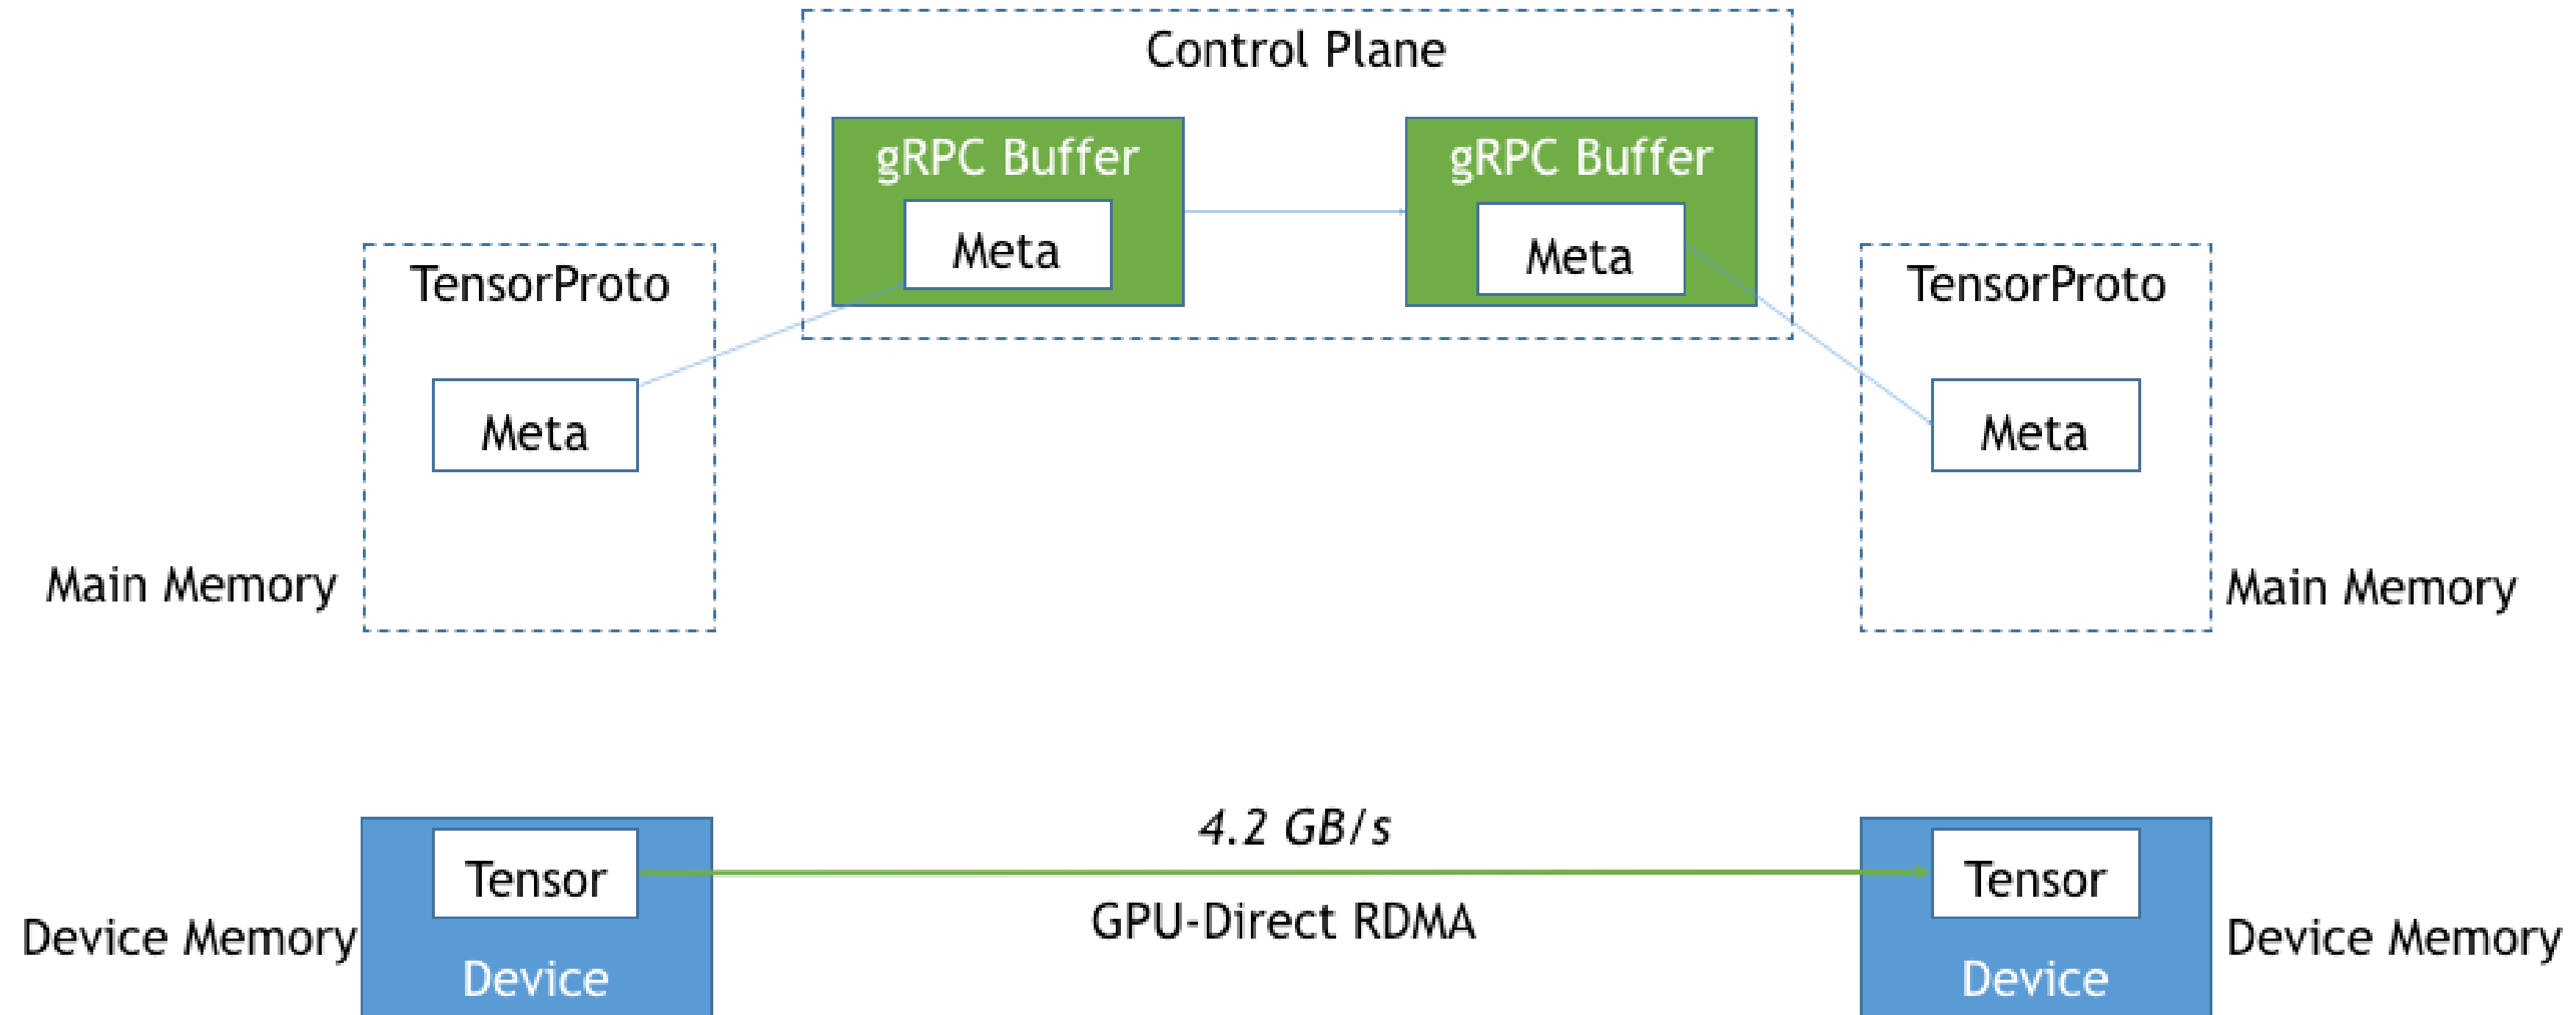 Control Plane
gRPC Buffer
Meta
gRPC Buffer
Meta
TensorProto
Meta
Main Memory
TensorProto
Meta
Main Memory
Tensor
Device
Device Memory
4.2 GB/s
GPU-Direct RDMA
Tensor
Device
Device Memory